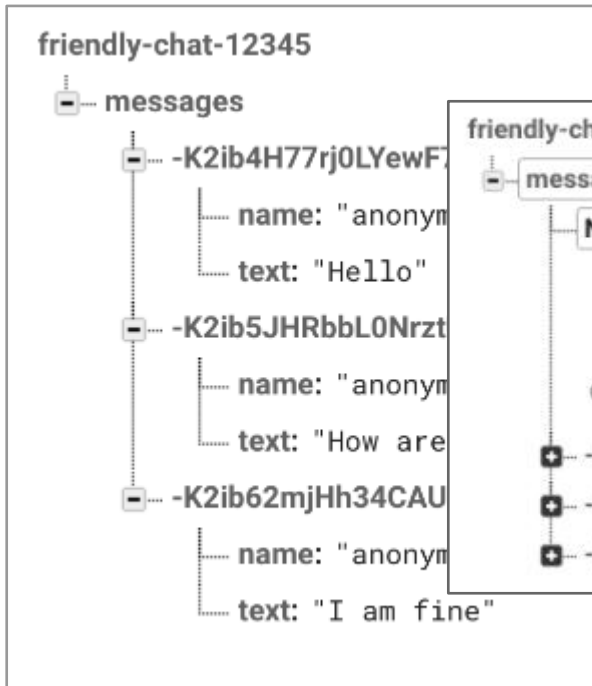 friendly-chat-12345
messages
-K2ib4H77rj0LYewF7
name: "anonym
text: "Hello"
-K2ib5JHRbbL0Nrzt
name: "anonym
text: "How are
-K2ib62mjHh34CAU
name: "anonym
text: "I am fine"
friendly-ch
messa
N